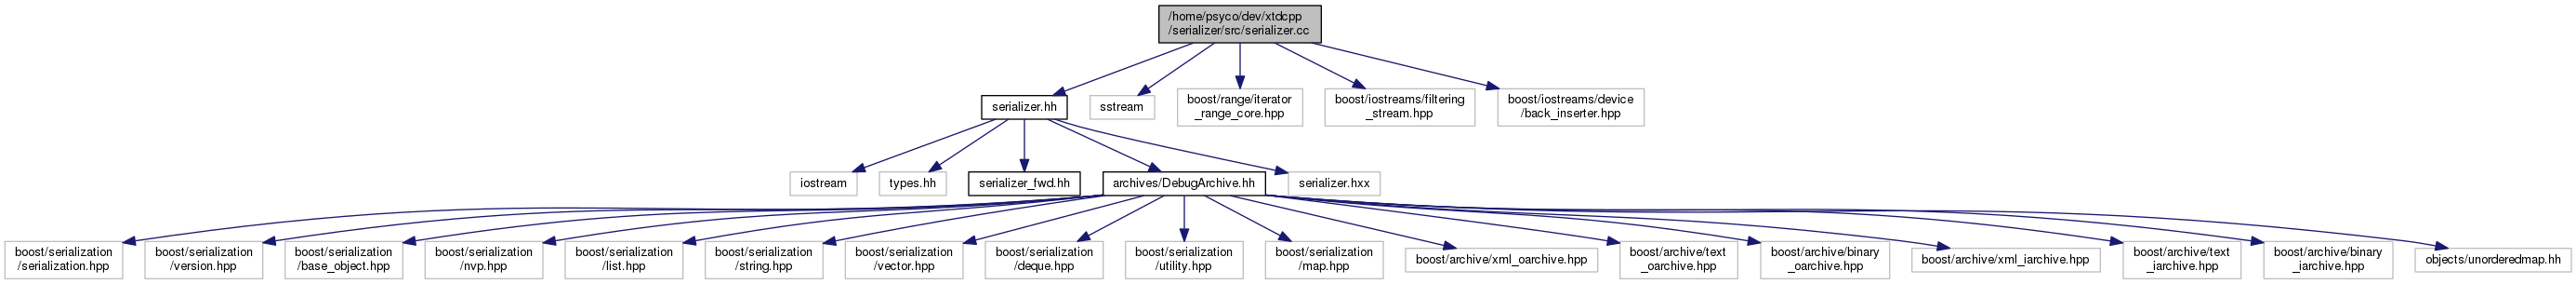 /home/psyco/dev/xtdcpp
/serializer/src/serializer.cc
serializer.hh
sstream
boost/range/iterator
_range_core.hpp
boost/iostreams/filtering
_stream.hpp
boost/iostreams/device
/back_inserter.hpp
iostream
types.hh
serializer_fwd.hh
archives/DebugArchive.hh
serializer.hxx
boost/serialization
/serialization.hpp
boost/serialization
/version.hpp
boost/serialization
/base_object.hpp
boost/serialization
/nvp.hpp
boost/serialization
/list.hpp
boost/serialization
/string.hpp
boost/serialization
/vector.hpp
boost/serialization
/deque.hpp
boost/serialization
/utility.hpp
boost/serialization
/map.hpp
boost/archive/xml_oarchive.hpp
boost/archive/text
_oarchive.hpp
boost/archive/binary
_oarchive.hpp
boost/archive/xml_iarchive.hpp
boost/archive/text
_iarchive.hpp
boost/archive/binary
_iarchive.hpp
objects/unorderedmap.hh